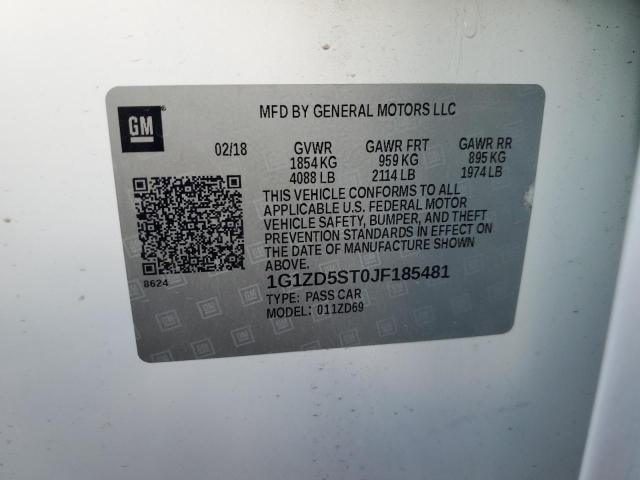 GM
MFD BY GENERAL MOTORS LLC
02/18 GVWR GAWR FRT GAWR RR
1854 KG 959 KG 895 KG
4088 LB 2114 LB 1974 LB
THIS VEHICLE CONFORMS TO ALL
APPLICABLE U.S. FEDERAL MOTOR
VEHICLE SAFETY, BUMPER, AND THEFT
PREVENTION STANDARDS IN EFFECT ON
THE DATE OF MANUFACTURE SHOWN
ABOVE.
8624
1G1ZD5ST0JF185481
TYPE: PASS CAR
MODEL: 011ZD69